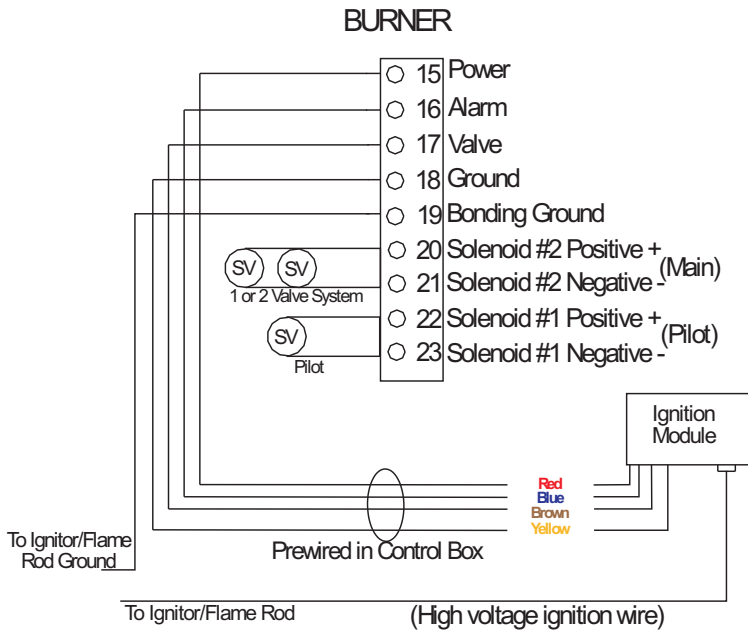 BURNER
15 Power
16 Alarm
17 Valve
18 Ground
19 Bonding Ground
20 Solenoid #2 Positive +
(Main)
21 Solenoid #2 Negative -
SV SV
1 or 2 Valve System
22 Solenoid #1 Positive +
(Pilot)
23 Solenoid #1 Negative -
SV
Pilot
Ignition
Module
Red
Blue
Brown
Yellow
Prewired in Control Box
To Ignitor/Flame
Rod Ground
To Ignitor/Flame Rod
(High voltage ignition wire)